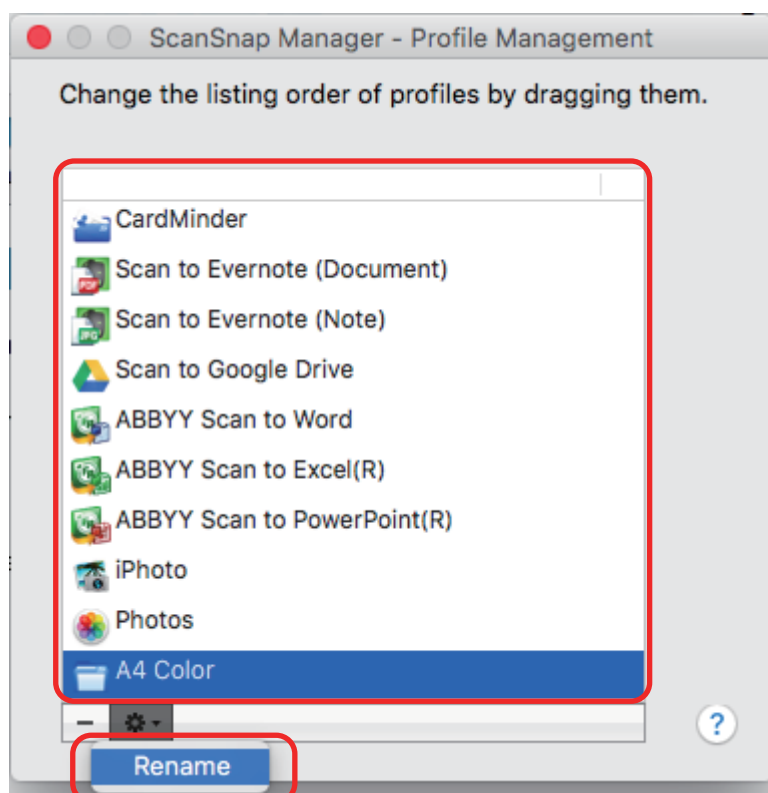 ScanSnap Manager - Profile Management
Change the listing order of profiles by dragging them.
CardMinder
Scan to Evernote (Document)
Scan to Evernote (Note)
Scan to Google Drive
ABBYY Scan to Word
ABBYY Scan to Excel(R)
ABBYY Scan to PowerPoint(R)
iPhoto
Photos
A4 Color
?
Rename